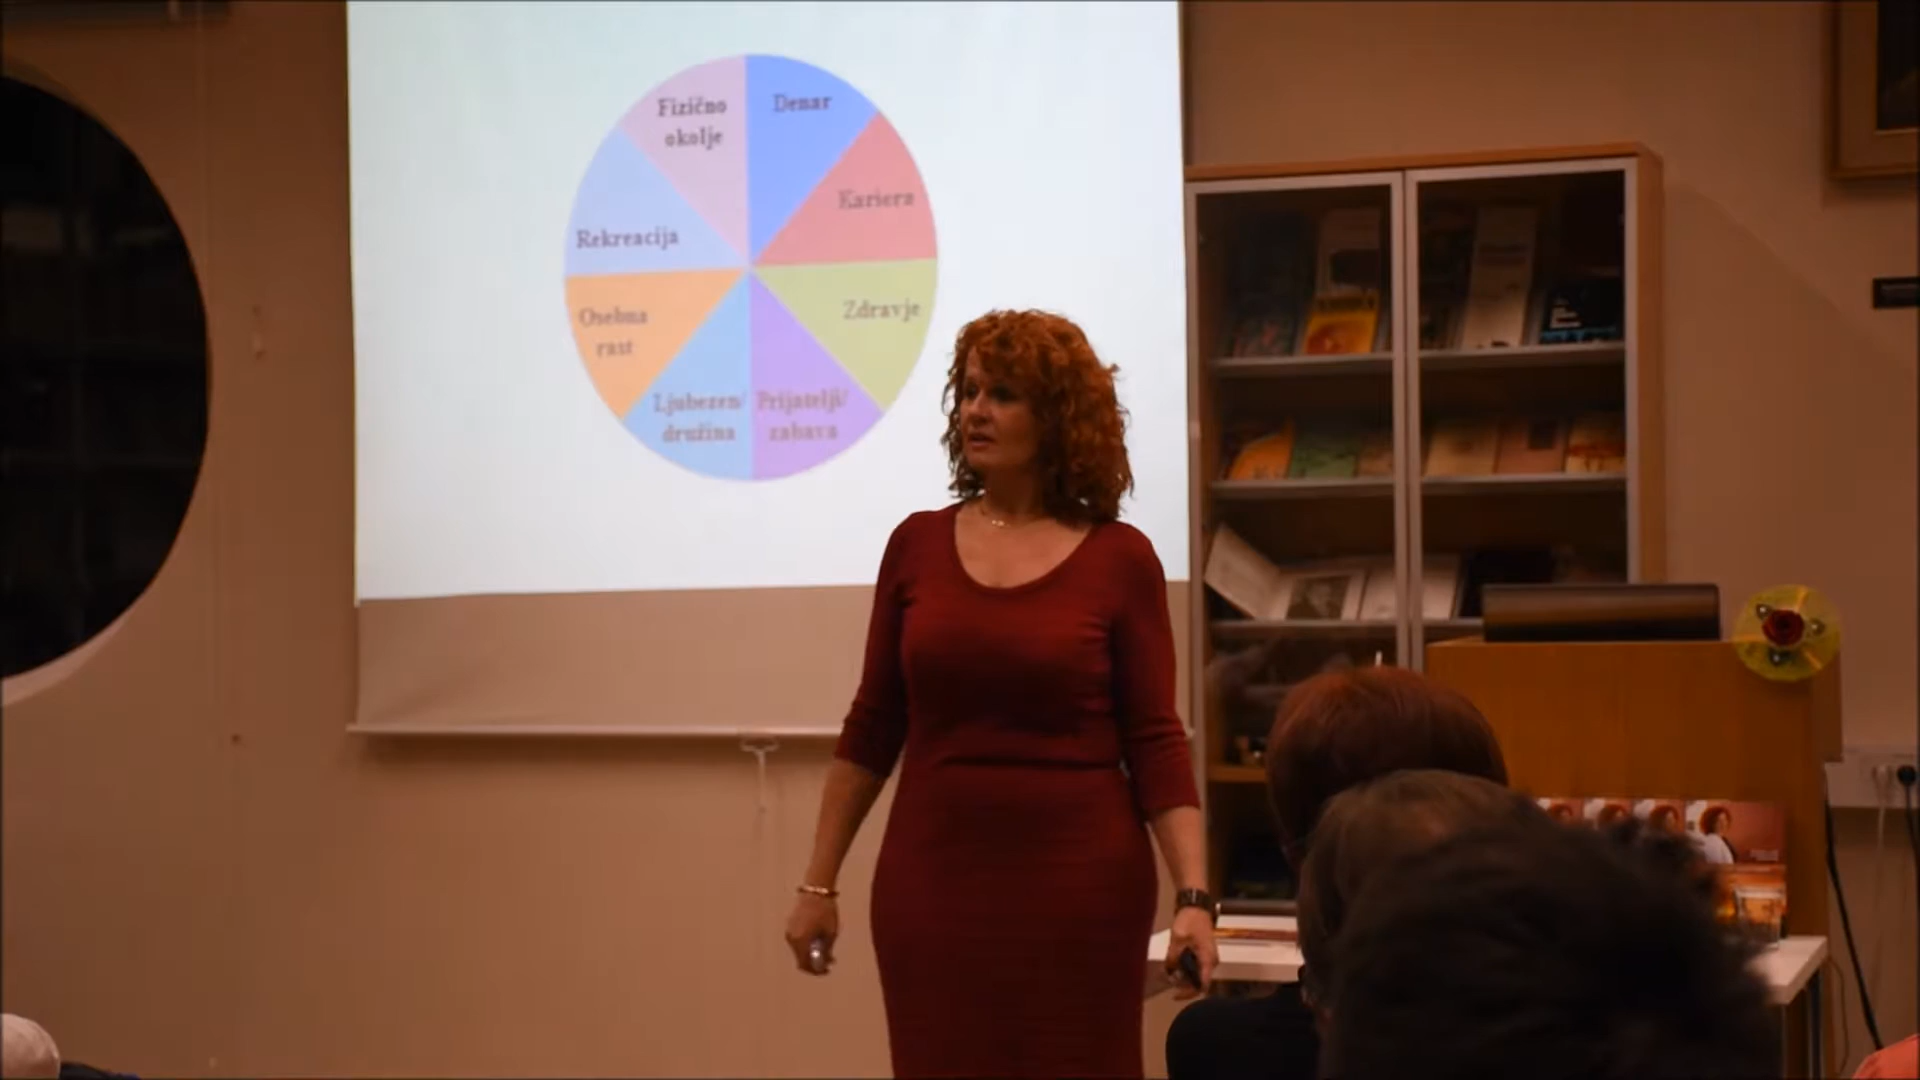 Fizično
okolje
Denar
Kariera
Rekreacija
Zdravje
Osebna
rast
Ljubezen/
družina
Prijatelji/
zabava